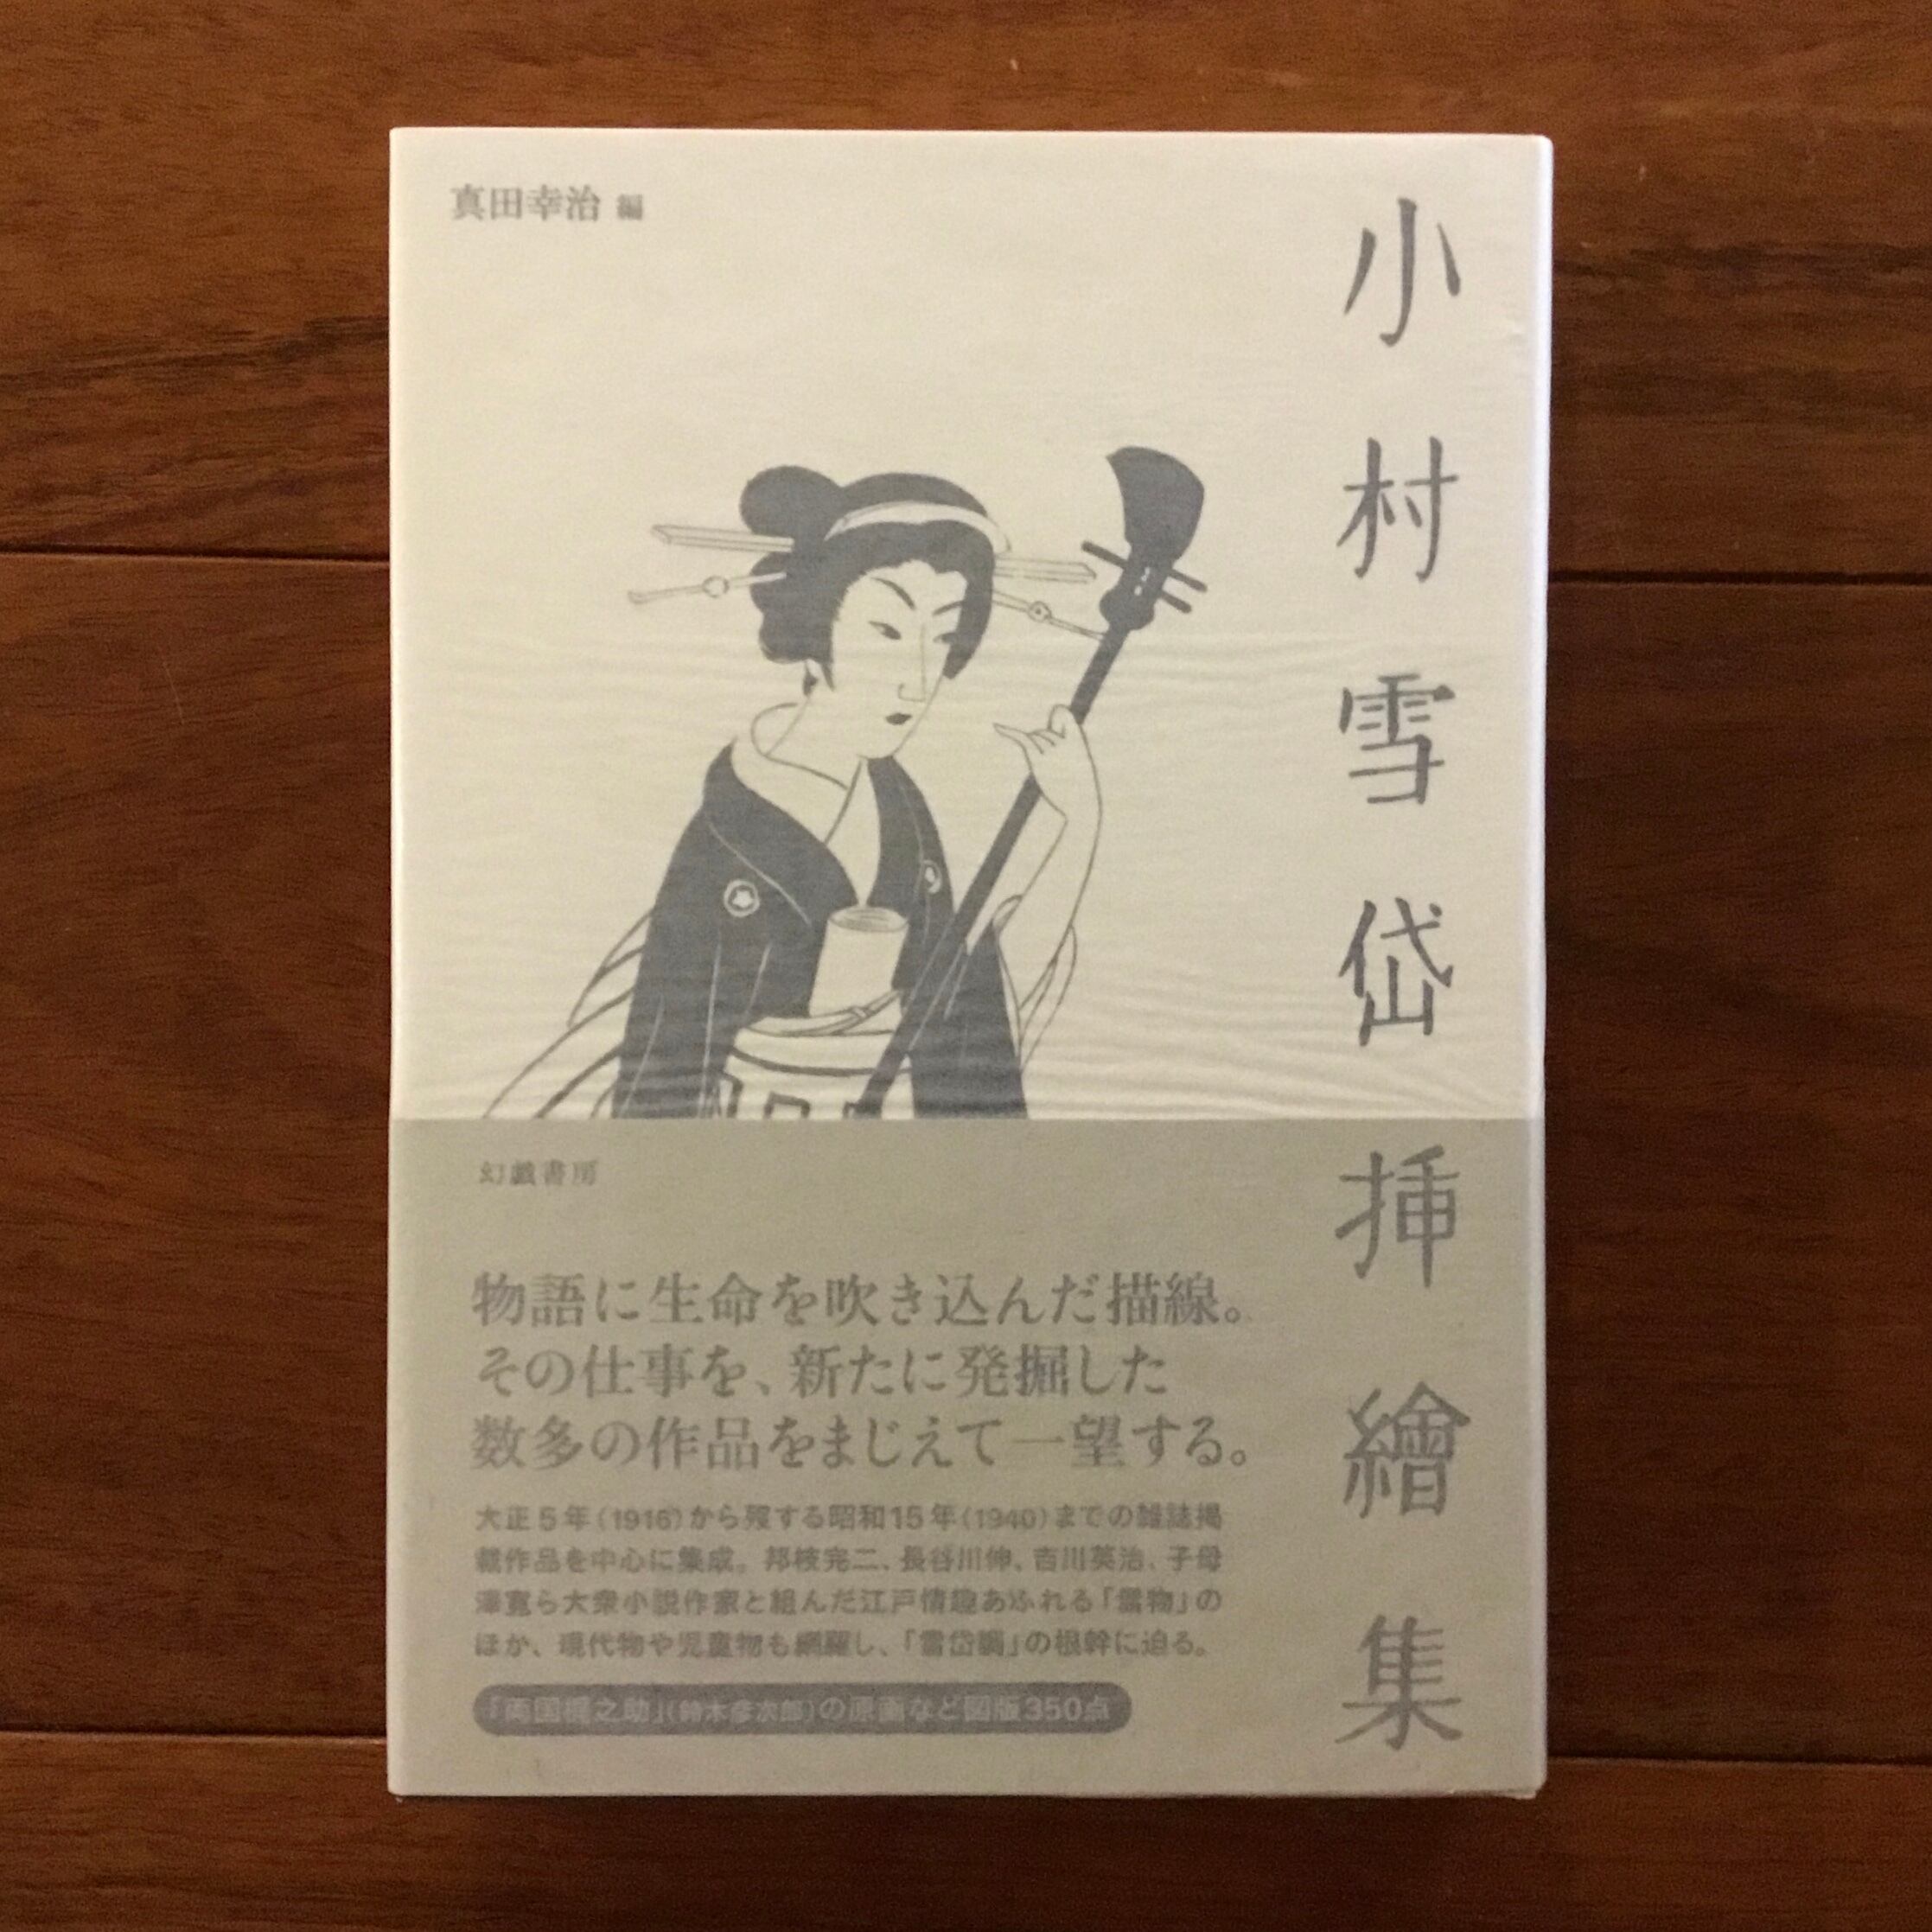 真田幸治 編
小村雪岱挿繪集
幻戯書房
物語に生命を吹き込んだ描線。
その仕事を、新たに発掘した
数多の作品をまじえて一望する。
大正5年(1916)から歿する昭和15年(1940)までの雑誌掲
載作品を中心に集成。邦枝完二、長谷川伸、吉川英治、子母
澤寛ら大衆小説作家と組んだ江戸情趣あふれる「髷物」の
ほか、現代物や児童物も網羅し、「雪岱調」の根幹に迫る。
『両国梶之助』(鈴木彦次郎)の原画など図版350点